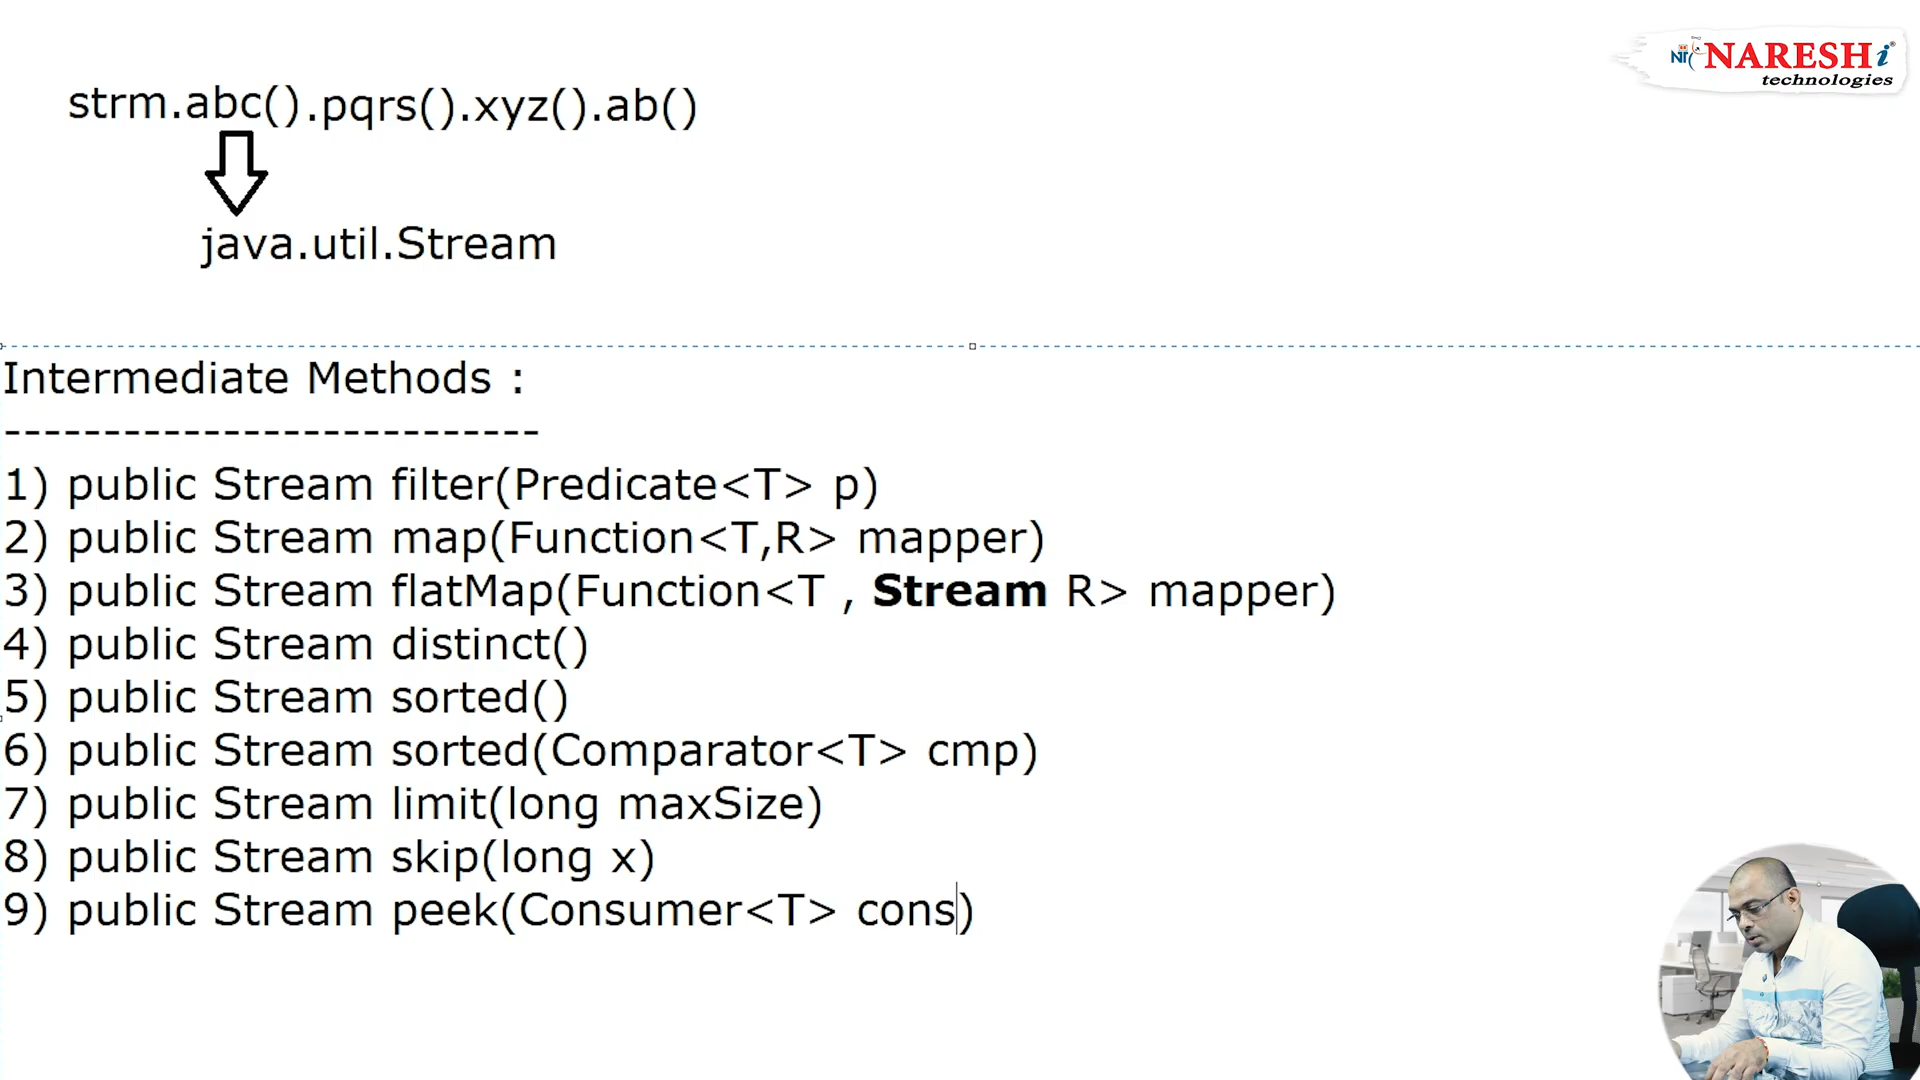 NARESHi
technologies
strm.abc().pqrs().xyz().ab()
java.util.Stream
Intermediate Methods :
---------------------------
1) public Stream filter(Predicate<T> p)
2) public Stream map(Function<T,R> mapper)
3) public Stream flatMap(Function<T , Stream R> mapper)
4) public Stream distinct()
5) public Stream sorted()
6) public Stream sorted(Comparator<T> cmp)
7) public Stream limit(long maxSize)
8) public Stream skip(long x)
9) public Stream peek(Consumer<T> cons)